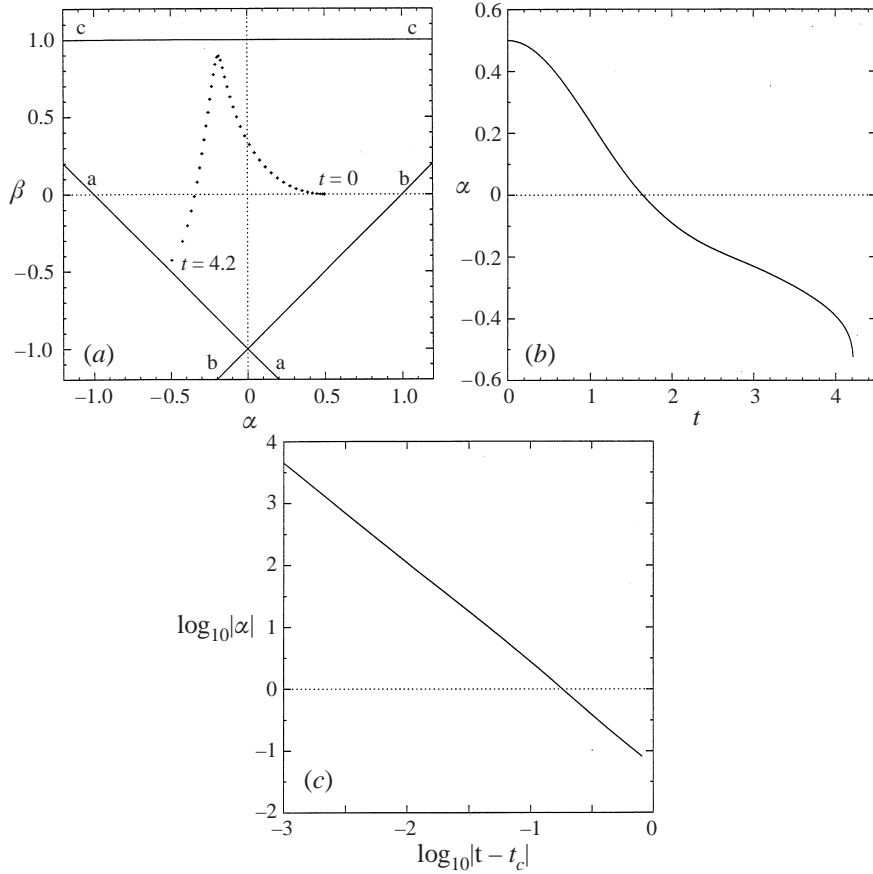 c c
1.0
0.5
β
a b
t = 0
0
−0.5
t = 4.2
−1.0
(a)
b a
−1.0 −0.5 0 0.5 1.0
α
0.6
0.4
0.2
α
0
−0.2
−0.4
−0.6
(b)
0 1 2 3 4
t
4
3
2
log10|α|
1
0
−1
−2
(c)
−3 −2 −1 0
log10|t – tc|